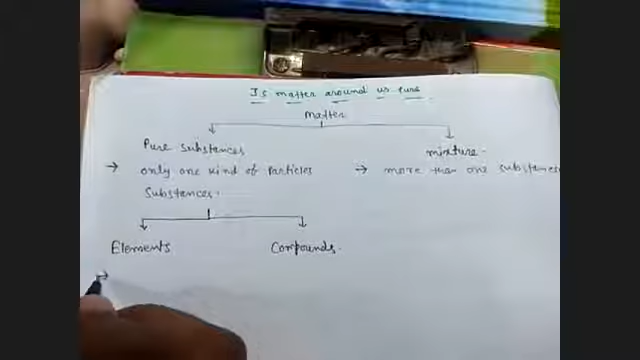 Is matter around us Pure
Matter
Pure substances
mixture.
→ only one kind of Particles
→ more than one substances
Substances.
Elements
Compounds.
→